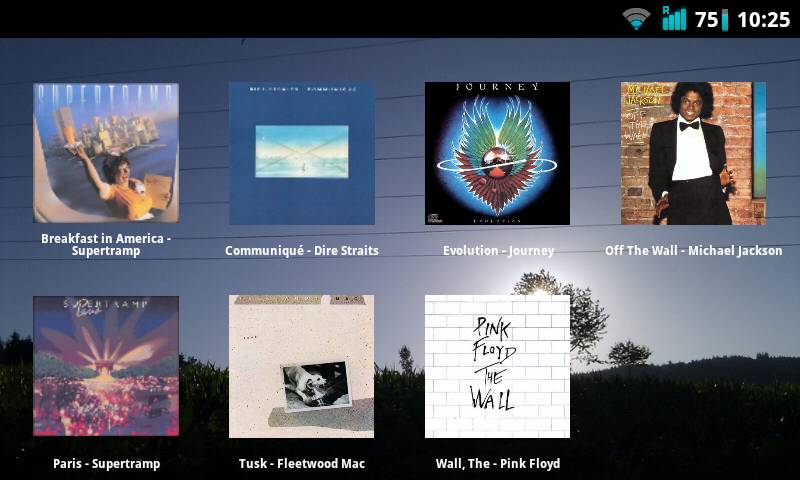 R
75 10:25
SUPERTRAMP
DIRE STRAITS COMMUNIQUÉ
JOURNEY
MICHAEL
JACKSON
OFF
THE
WALL
EVOLUTION
Breakfast in America -
Supertramp
Communiqué - Dire Straits
Evolution - Journey
Off The Wall - Michael Jackson
SUPERTRAMP
Paris
MAC
TUSK
PINK
FLOYD
THE
WALL
Paris - Supertramp
Tusk - Fleetwood Mac
Wall, The - Pink Floyd